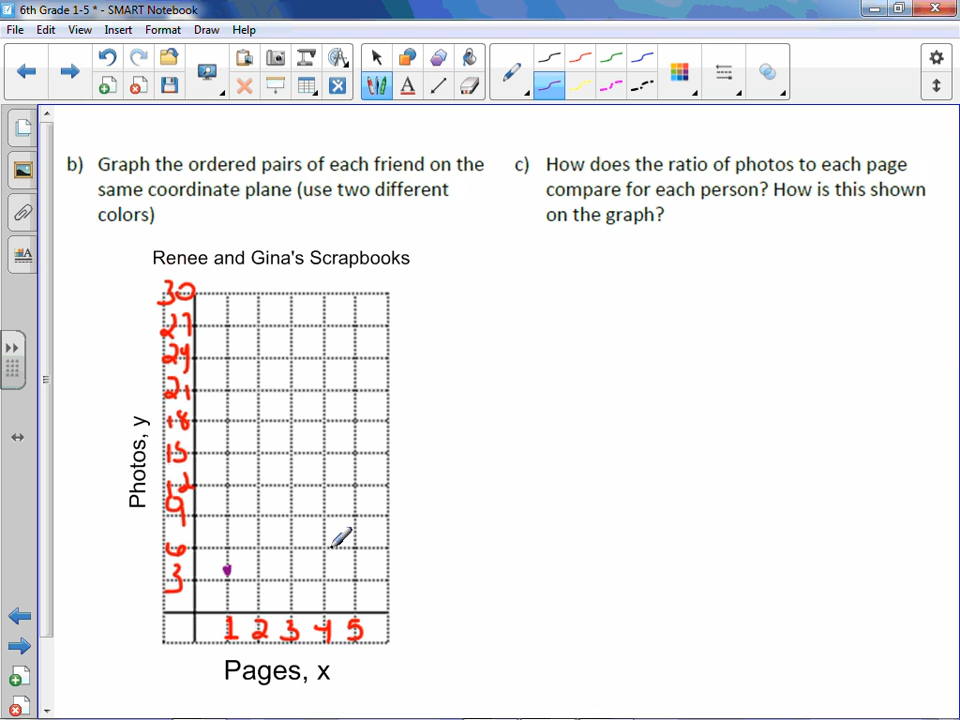 6th Grade 1-5 * - SMART Notebook
File Edit View Insert Format Draw Help
b) Graph the ordered pairs of each friend on the
same coordinate plane (use two different
colors)
c) How does the ratio of photos to each page
compare for each person? How is this shown
on the graph?
Renee and Gina's Scrapbooks
30
27
24
21
18
15
12
9
6
3
Photos, y
1 2 3 4 5
Pages, x